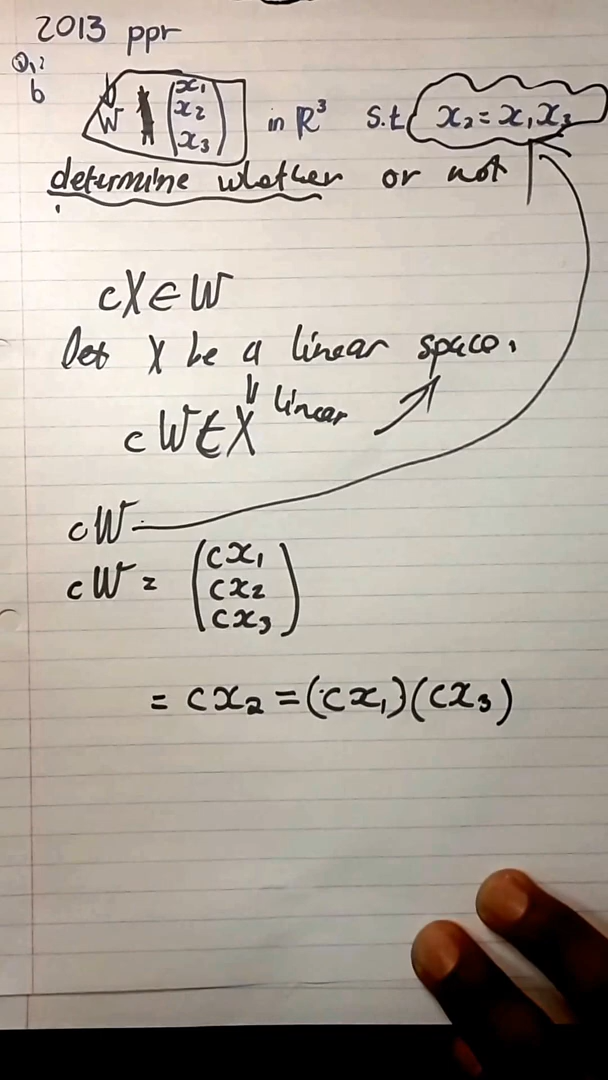 2013 ppr
Q.2
b W (x₁ x₂ x₃) in ℝ³ s.t x₂ = x₁x₃
determine whether or not
cX ∈ W
Let X be a linear space.
linear
cW ∈ X
cW
cW = (cx₁ cx₂ cx₃)
= cx₂ = (cx₁)(cx₃)